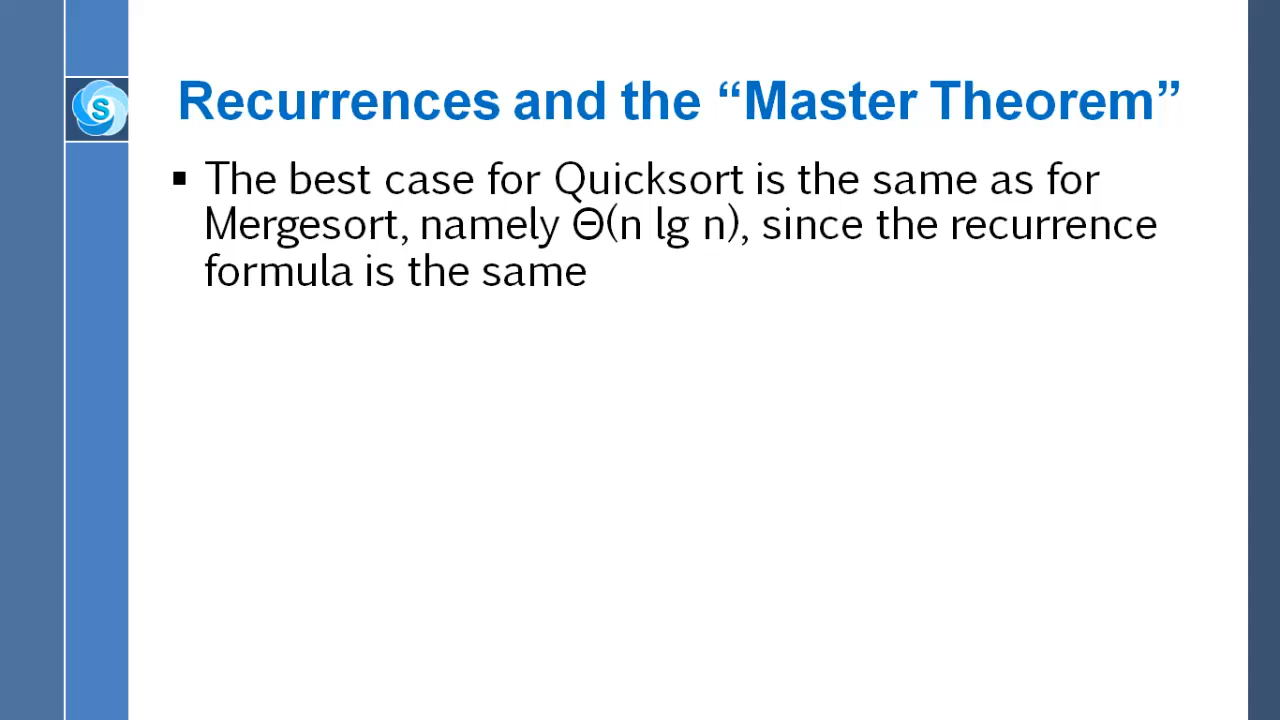 Recurrences and the “Master Theorem”
S
▪ The best case for Quicksort is the same as for
Mergesort, namely Θ(n lg n), since the recurrence
formula is the same